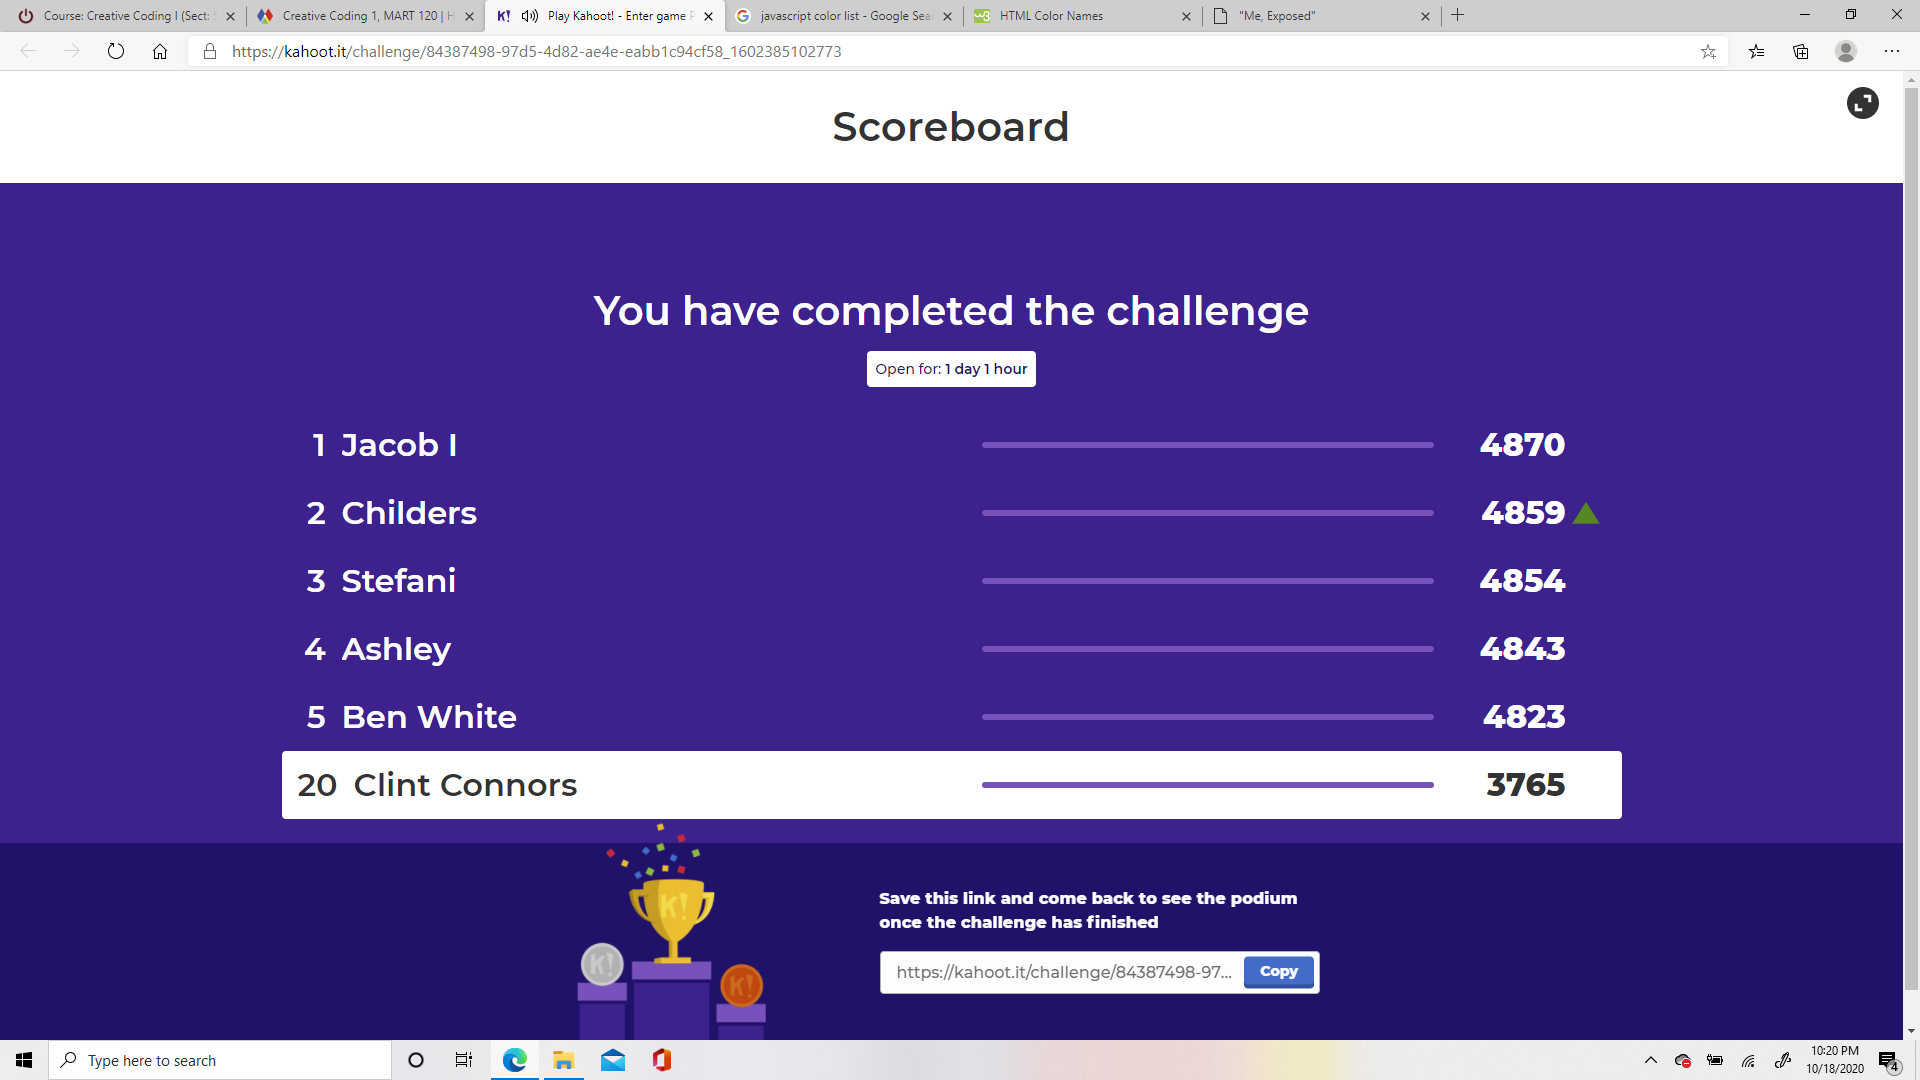 Course: Creative Coding I (Sect:
Creative Coding 1, MART 120 | H
K! Play Kahoot! - Enter game P
javascript color list - Google Sea
HTML Color Names
"Me, Exposed"
https://kahoot.it/challenge/84387498-97d5-4d82-ae4e-eabb1c94cf58_1602385102773
Scoreboard
You have completed the challenge
Open for: 1 day 1 hour
1 Jacob I 4870
2 Childers 4859
3 Stefani 4854
4 Ashley 4843
5 Ben White 4823
20 Clint Connors 3765
K!
K!
K!
Save this link and come back to see the podium
once the challenge has finished
https://kahoot.it/challenge/84387498-97... Copy
Type here to search
10:20 PM
10/18/2020
4